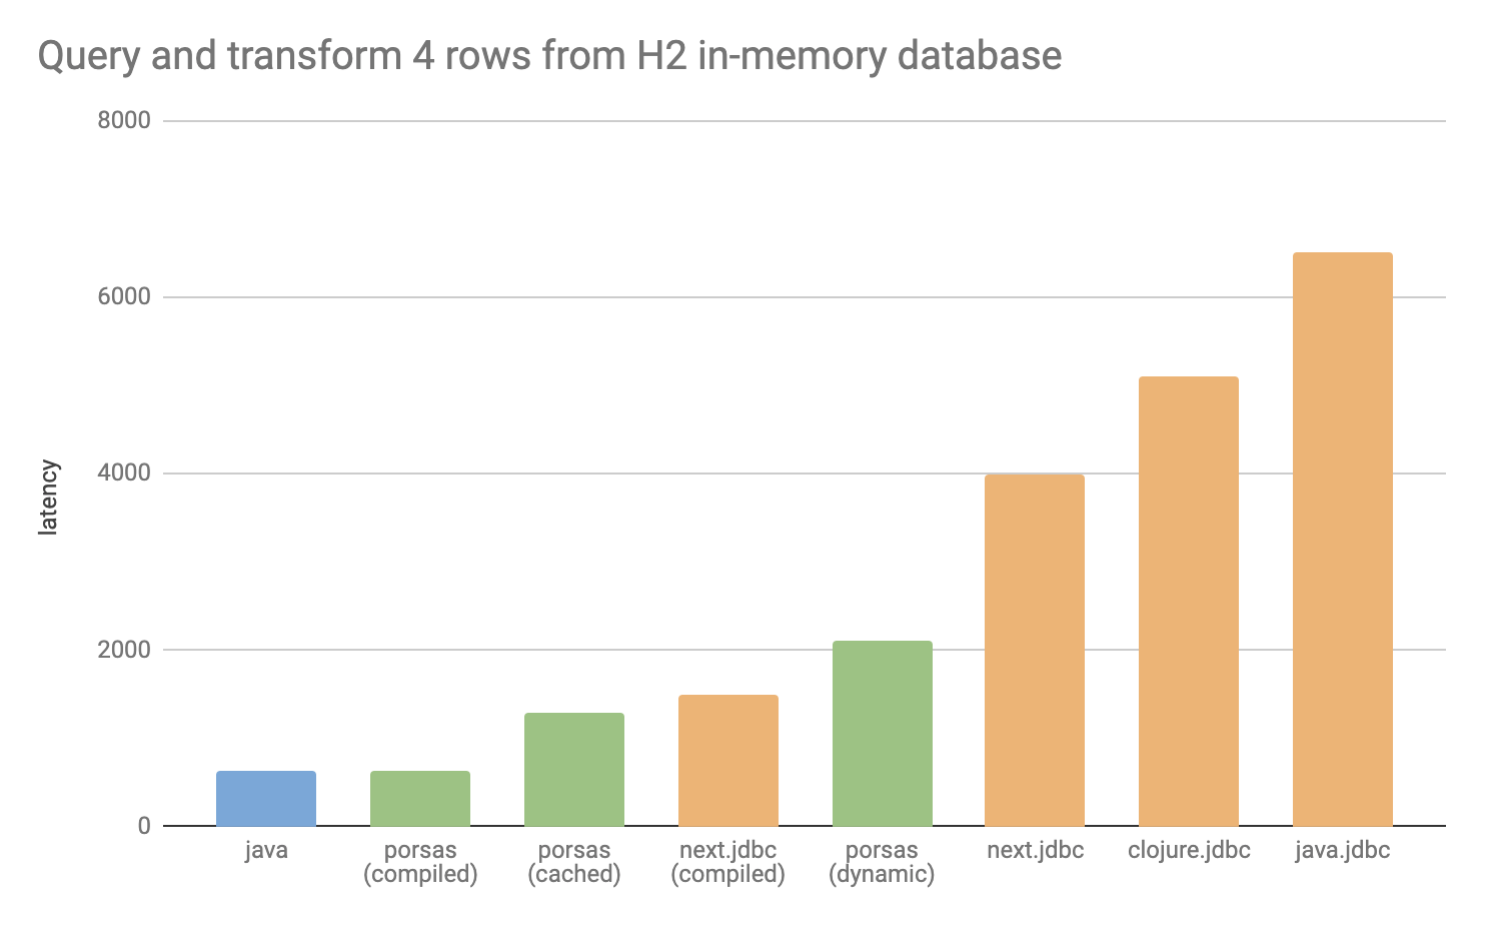 Query and transform 4 rows from H2 in-memory database
8000
6000
4000
2000
0
latency
java
porsas
(compiled)
porsas
(cached)
next.jdbc
(compiled)
porsas
(dynamic)
next.jdbc
clojure.jdbc
java.jdbc